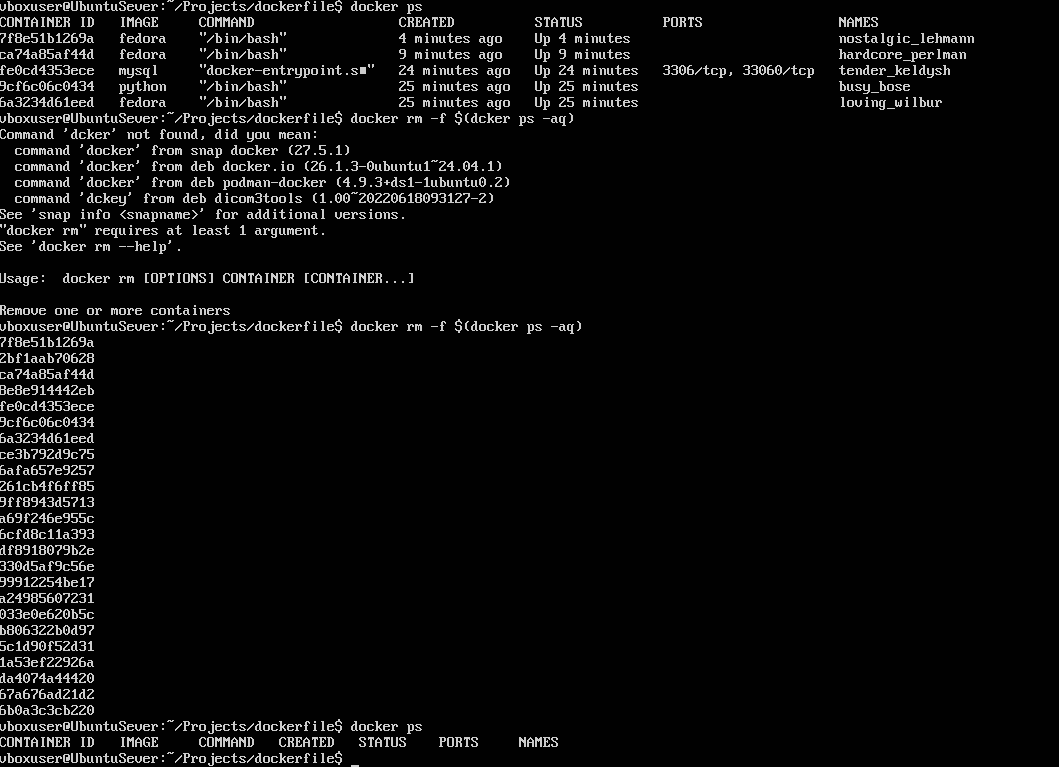 vboxuser@UbuntuSever:~/Projects/dockerfile$ docker ps
CONTAINER ID   IMAGE     COMMAND                  CREATED          STATUS          PORTS                 NAMES
7f8e51b1269a   fedora    "/bin/bash"              4 minutes ago    Up 4 minutes                          nostalgic_lehmann
ca74a85af44d   fedora    "/bin/bash"              9 minutes ago    Up 9 minutes                          hardcore_perlman
fe0cd4353ece   mysql     "docker-entrypoint.s■"   24 minutes ago   Up 24 minutes   3306/tcp, 33060/tcp   tender_keldysh
9cf6c06c0434   python    "/bin/bash"              25 minutes ago   Up 25 minutes                         busy_bose
6a3234d61eed   fedora    "/bin/bash"              25 minutes ago   Up 25 minutes                         loving_wilbur
vboxuser@UbuntuSever:~/Projects/dockerfile$ docker rm -f $(dcker ps -aq)
Command 'dcker' not found, did you mean:
  command 'docker' from snap docker (27.5.1)
  command 'docker' from deb docker.io (26.1.3-0ubuntu1~24.04.1)
  command 'docker' from deb podman-docker (4.9.3+ds1-1ubuntu0.2)
  command 'dckey' from deb dicom3tools (1.00~20220618093127-2)
See 'snap info <snapname>' for additional versions.
"docker rm" requires at least 1 argument.
See 'docker rm --help'.

Usage:  docker rm [OPTIONS] CONTAINER [CONTAINER...]

Remove one or more containers
vboxuser@UbuntuSever:~/Projects/dockerfile$ docker rm -f $(docker ps -aq)
7f8e51b1269a
2bf1aab70628
ca74a85af44d
8e8e914442eb
fe0cd4353ece
9cf6c06c0434
6a3234d61eed
ce3b792d9c75
6afa657e9257
261cb4f6ff85
9ff8943d5713
a69f246e955c
6cfd8c11a393
df8918079b2e
330d5af9c56e
99912254be17
a24985607231
033e0e620b5c
b806322b0d97
5c1d90f52d31
1a53ef22926a
da4074a44420
67a676ad21d2
6b0a3c3cb220
vboxuser@UbuntuSever:~/Projects/dockerfile$ docker ps
CONTAINER ID   IMAGE     COMMAND   CREATED   STATUS    PORTS     NAMES
vboxuser@UbuntuSever:~/Projects/dockerfile$ _